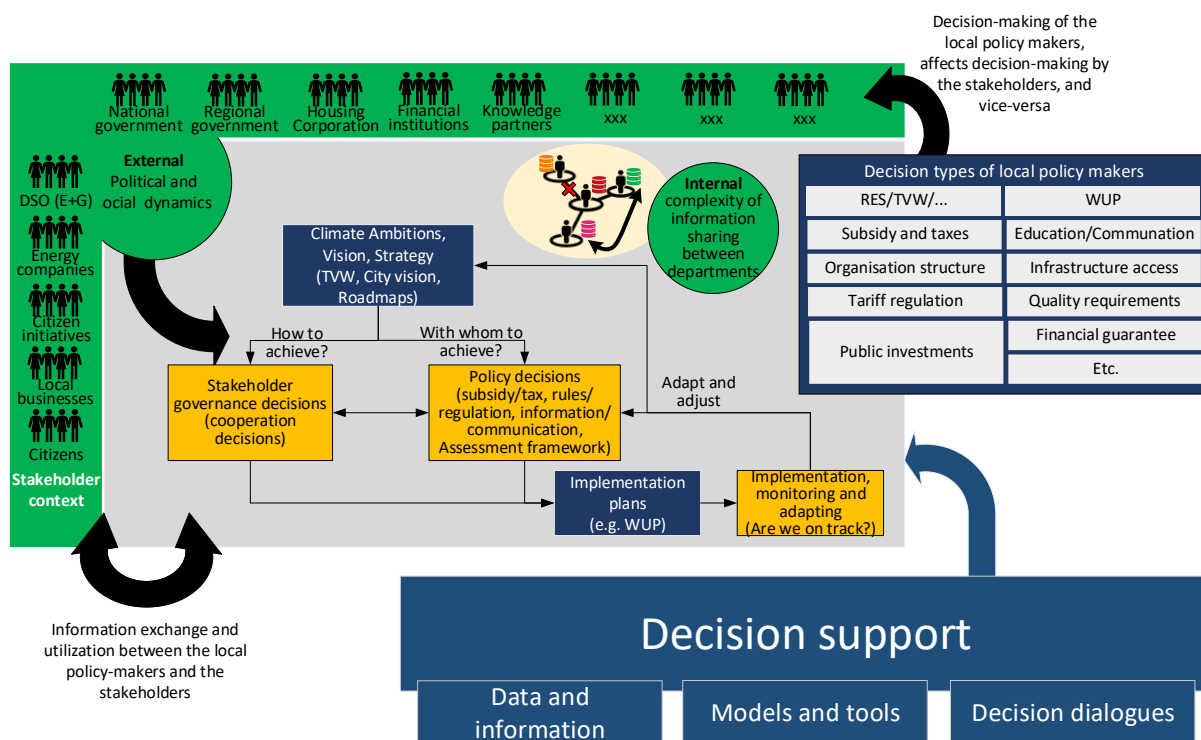 Decision-making of the
local policy makers,
affects decision-making by
the stakeholders, and
vice-versa
National
government
Regional
government
Housing
Corporation
Financial
institutions
Knowledge
partners
xxx
xxx
xxx
External
Political and
ocial dynamics
DSO (E+G)
Energy
companies
Citizen
initiatives
Local
businesses
Citizens
Stakeholder
context
Internal
complexity of
information
sharing
between
departments
Climate Ambitions,
Vision, Strategy
(TVW, City vision,
Roadmaps)
How to
achieve?
With whom to
achieve?
Stakeholder
governance decisions
(cooperation
decisions)
Policy decisions
(subsidy/tax, rules/
regulation, information/
communication,
Assessment framework)
Adapt and
adjust
Implementation
plans
(e.g. WUP)
Implementation,
monitoring and
adapting
(Are we on track?)
Decision types of local policy makers
RES/TVW/...
WUP
Subsidy and taxes
Education/Communation
Organisation structure
Infrastructure access
Tariff regulation
Quality requirements
Public investments
Financial guarantee
Etc.
Information exchange and
utilization between the local
policy-makers and the
stakeholders
Decision support
Data and
information
Models and tools
Decision dialogues